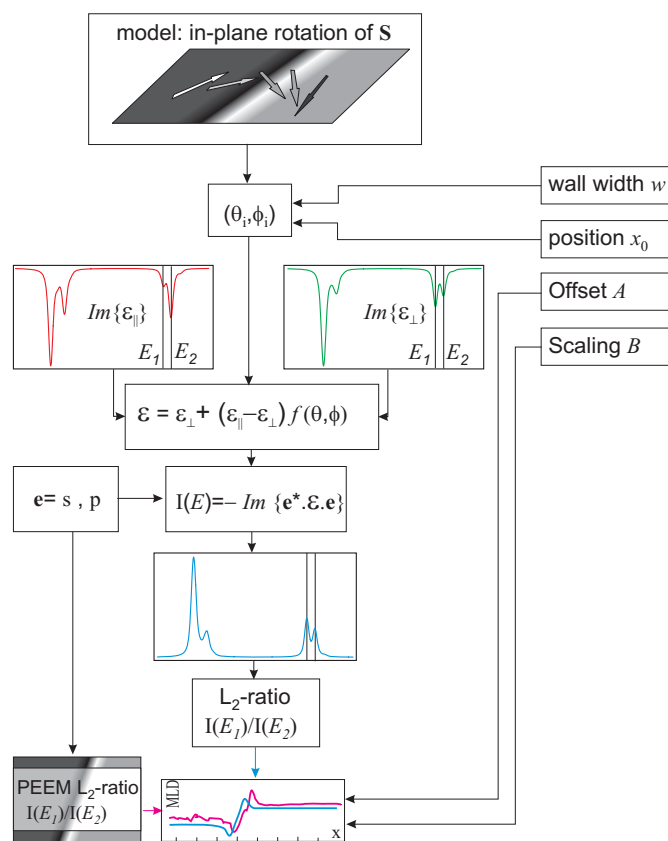 model: in-plane rotation of S
(θi,ϕi)
wall width w
position x0
Offset A
Scaling B
Im{ε∥}
E1 E2
Im{ε⊥}
E1 E2
ε = ε⊥+ (ε∥−ε⊥) f(θ,ϕ)
e= s , p
I(E)=− Im {e*.ε.e}
L2-ratio
I(E1)/I(E2)
PEEM L2-ratio
I(E1)/I(E2)
MLD
x